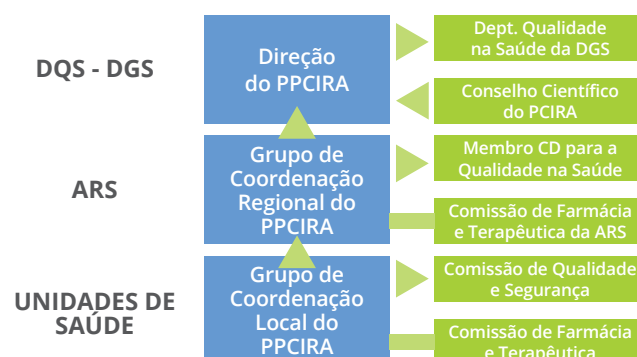 DQS - DGS
Direção
do PPCIRA
Dept. Qualidade
na Saúde da DGS
Conselho Científico
do PCIRA
ARS
Grupo de
Coordenação
Regional do
PPCIRA
Membro CD para a
Qualidade na Saúde
Comissão de Farmácia
e Terapêutica da ARS
UNIDADES DE
SAÚDE
Grupo de
Coordenação
Local do
PPCIRA
Comissão de Qualidade
e Segurança
Comissão de Farmácia
e Terapêutica